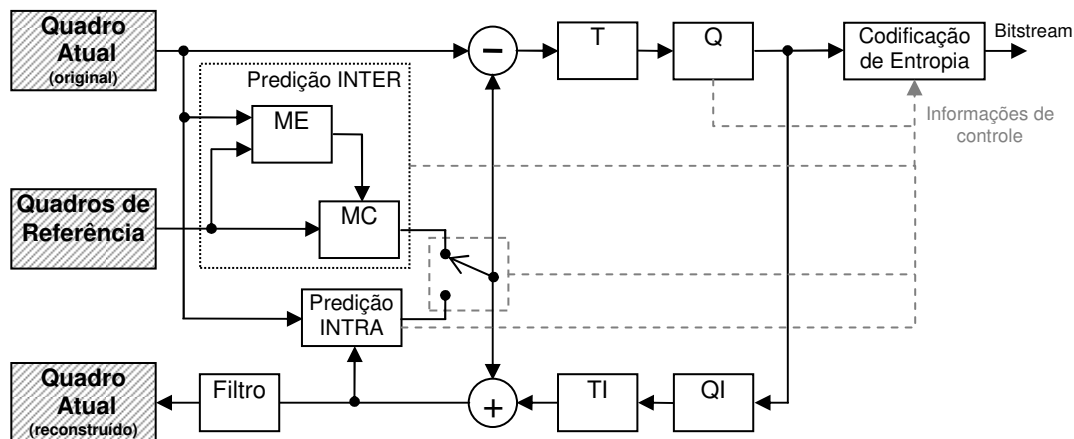 Quadro
Atual
(original)
T
Q
Codificação
de Entropia
Bitstream
Predição INTER
ME
Informações de
controle
Quadros de
Referência
MC
Predição
INTRA
Quadro
Atual
(reconstruído)
Filtro
TI
QI